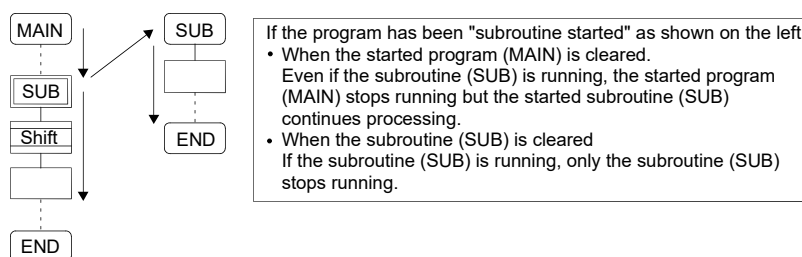 MAIN
SUB
Shift
END
SUB
END
If the program has been "subroutine started" as shown on the left
• When the started program (MAIN) is cleared.
Even if the subroutine (SUB) is running, the started program
(MAIN) stops running but the started subroutine (SUB)
continues processing.
• When the subroutine (SUB) is cleared
If the subroutine (SUB) is running, only the subroutine (SUB)
stops running.